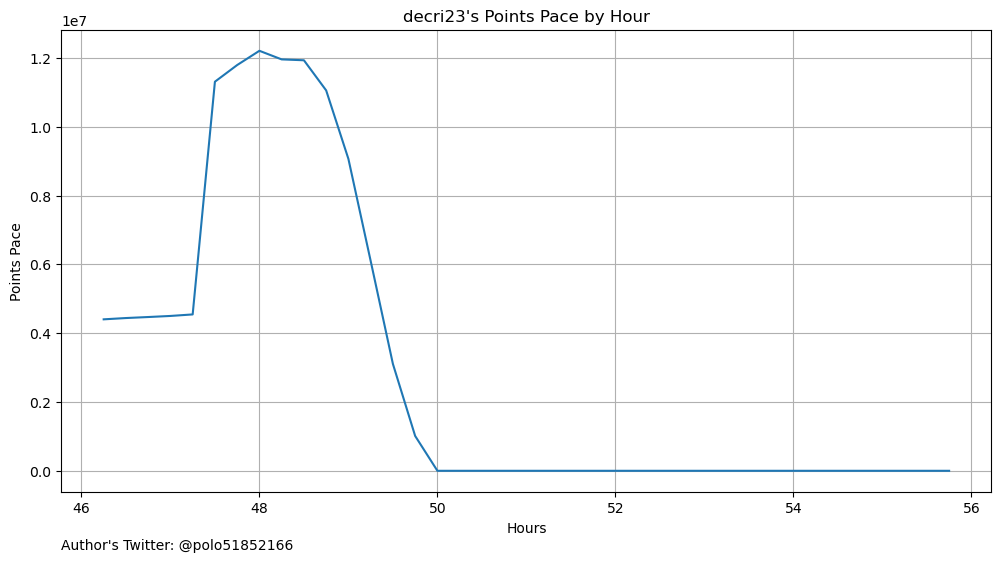 decri23's Points Pace by Hour
1e7
1.2
1.0
0.8
0.6
0.4
0.2
0.0
Points Pace
46 48 50 52 54 56
Hours
Author's Twitter: @polo51852166